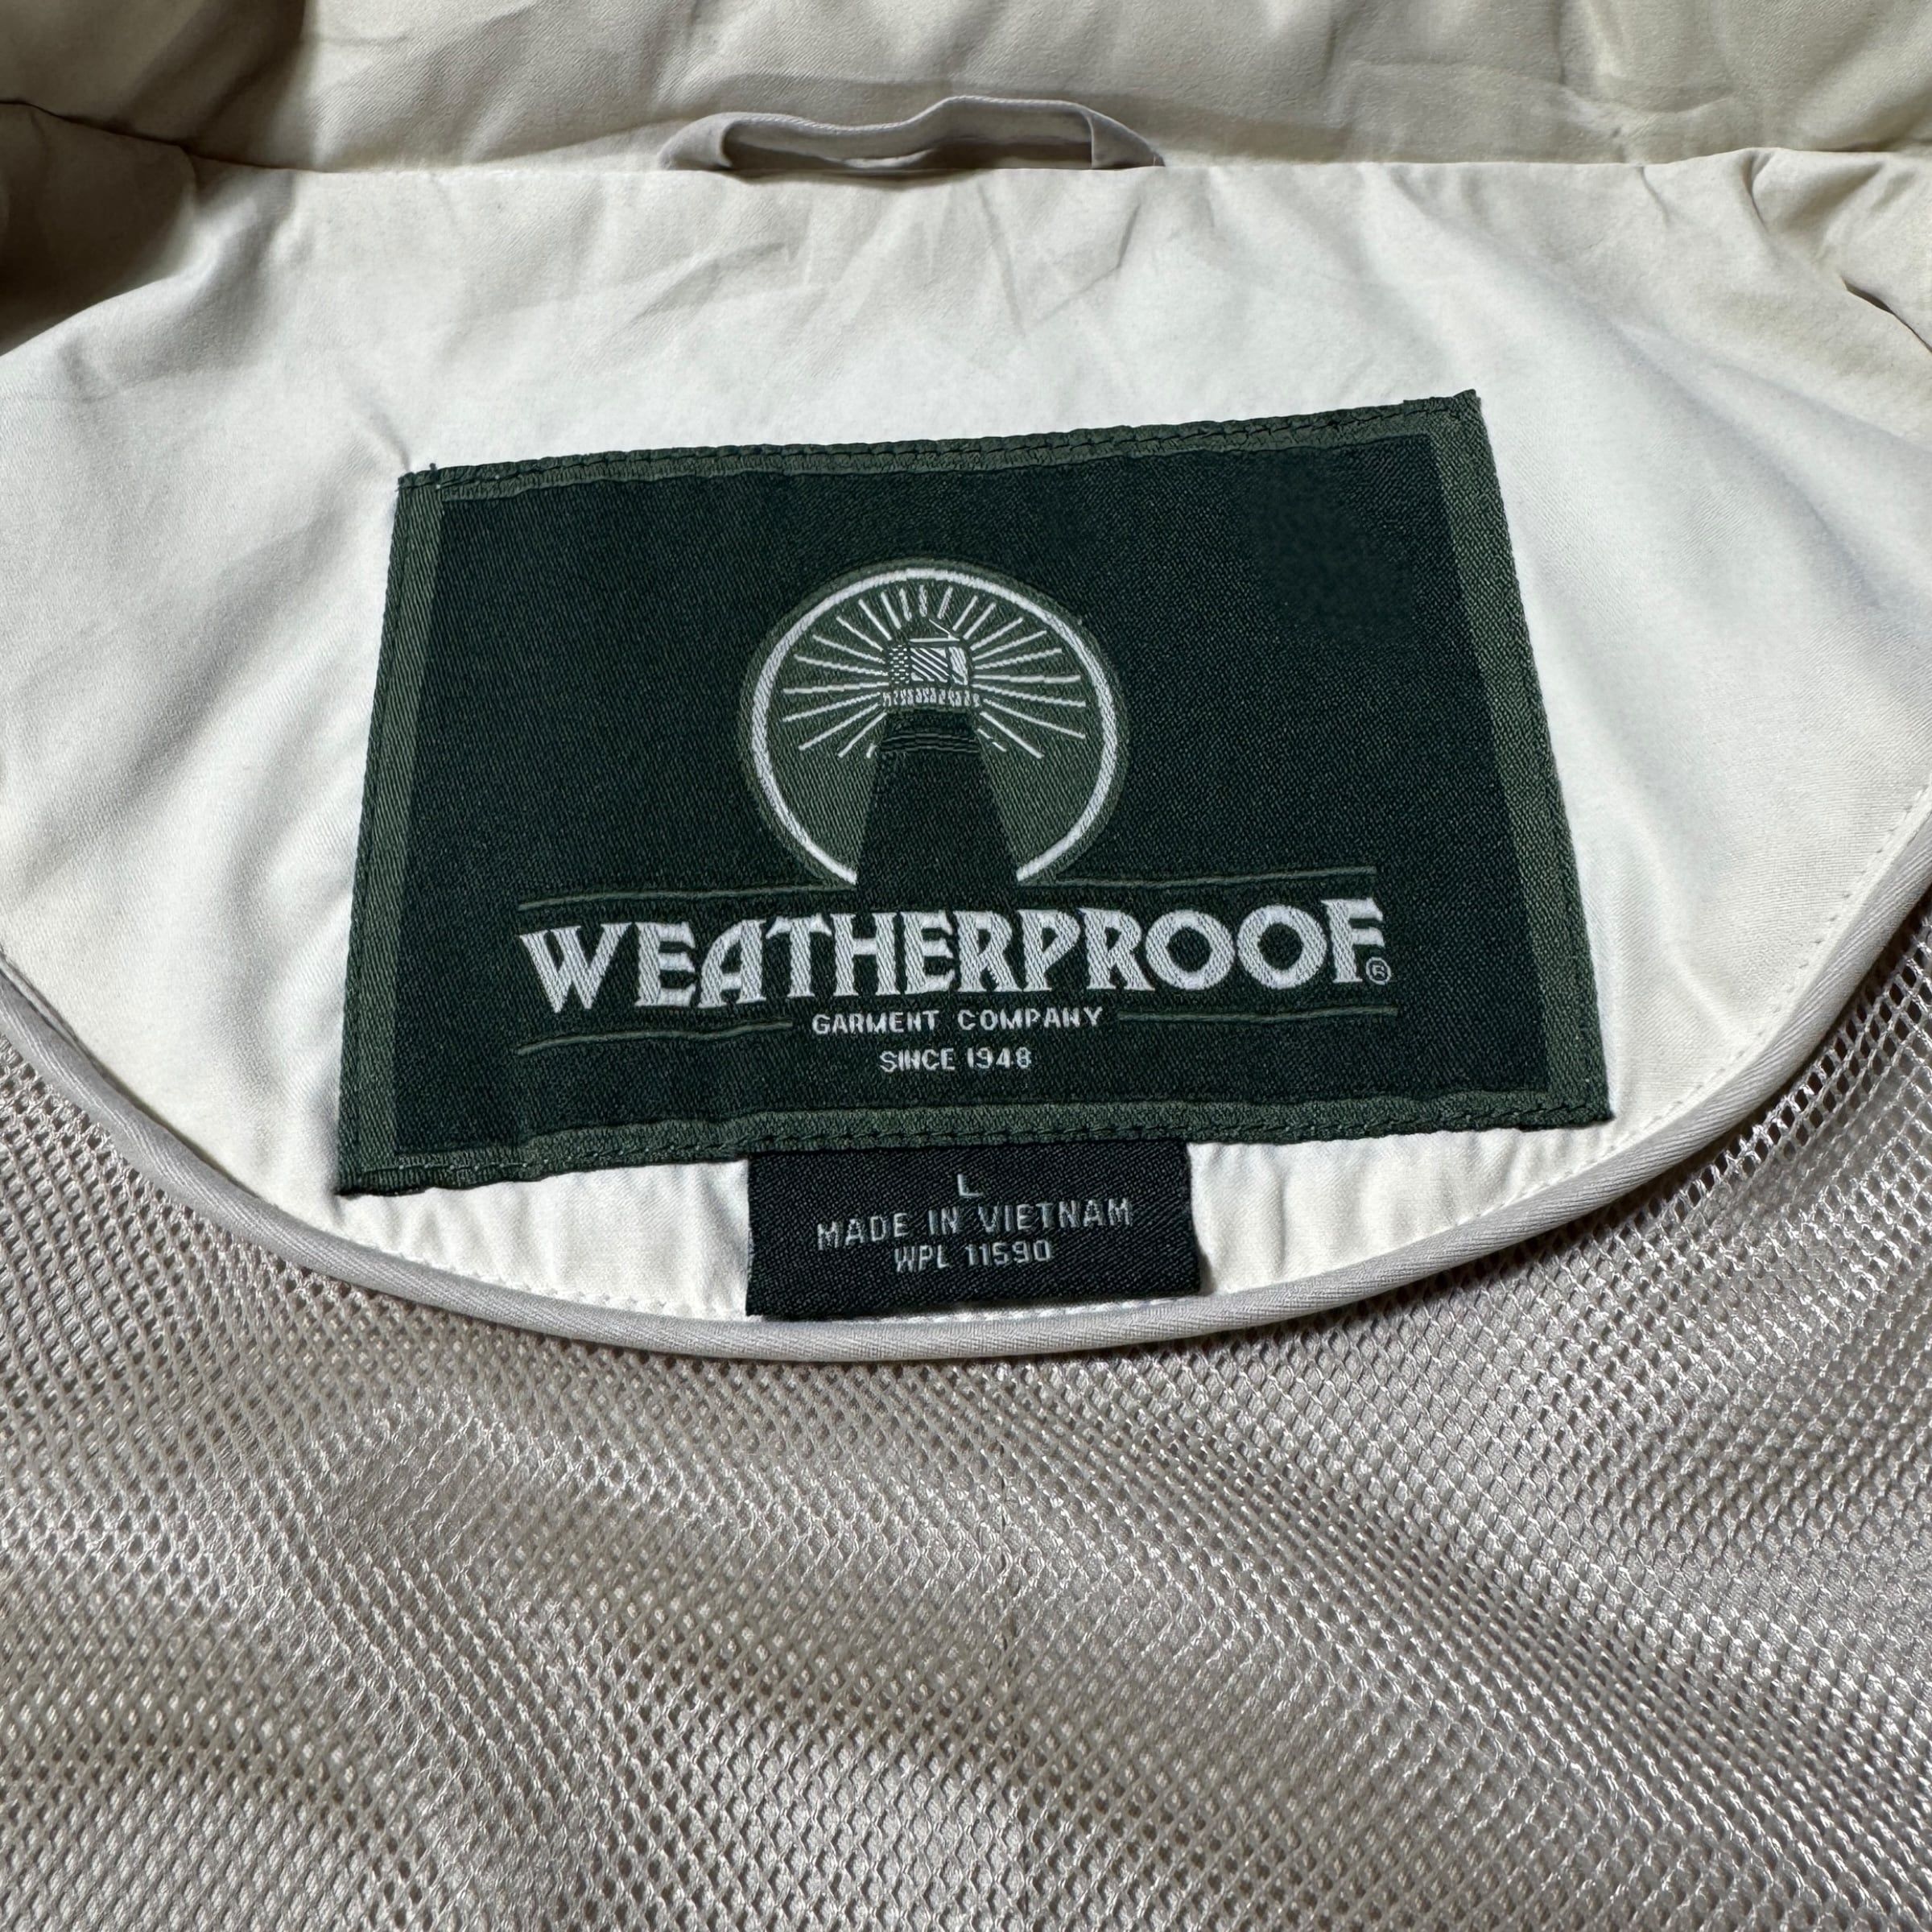 WEATHERPROOF®
GARMENT COMPANY
SINCE 1948
L
MADE IN VIETNAM
WPL 11590